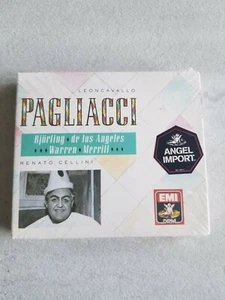 LEONCAVALLO
PAGLIACCI
Björling · de los Angeles
Warren · Merrill
RENATO CELLINI
ANGEL
IMPORT
EMI